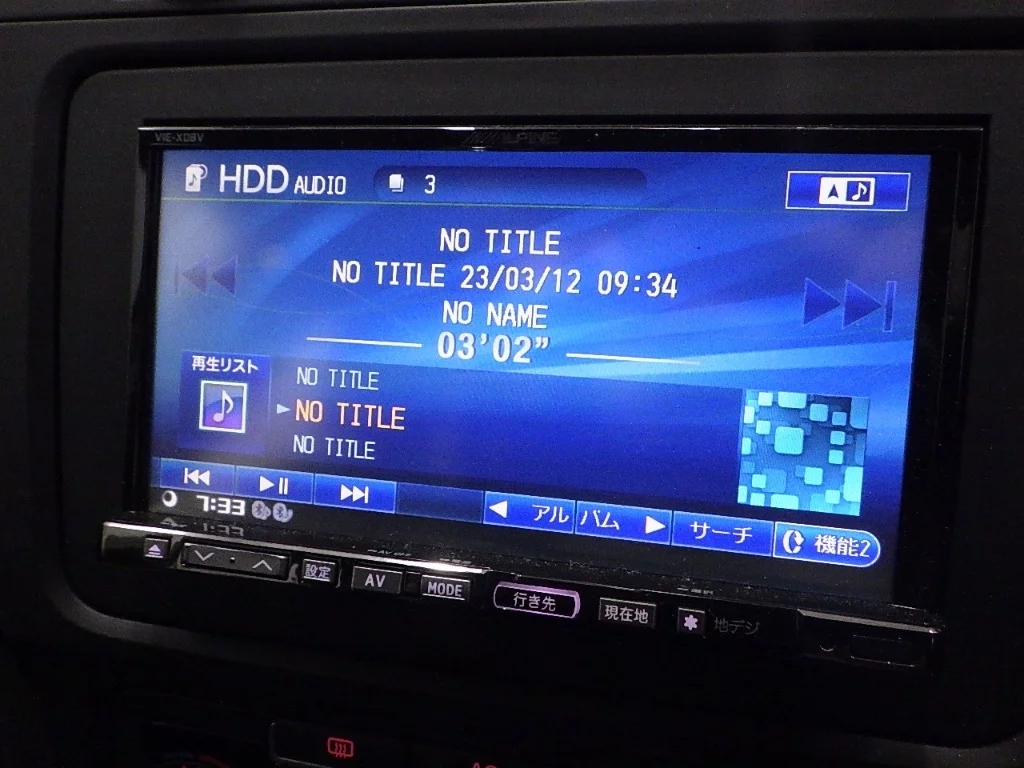 VIE-X08V
ALPINE
HDD AUDIO
3
NO TITLE
NO TITLE 23/03/12 09:34
NO NAME
03'02”
再生リスト
NO TITLE
NO TITLE
NO TITLE
アルバム
サーチ
機能2
7:33
設定
AV
MODE
行き先
現在地
地デジ